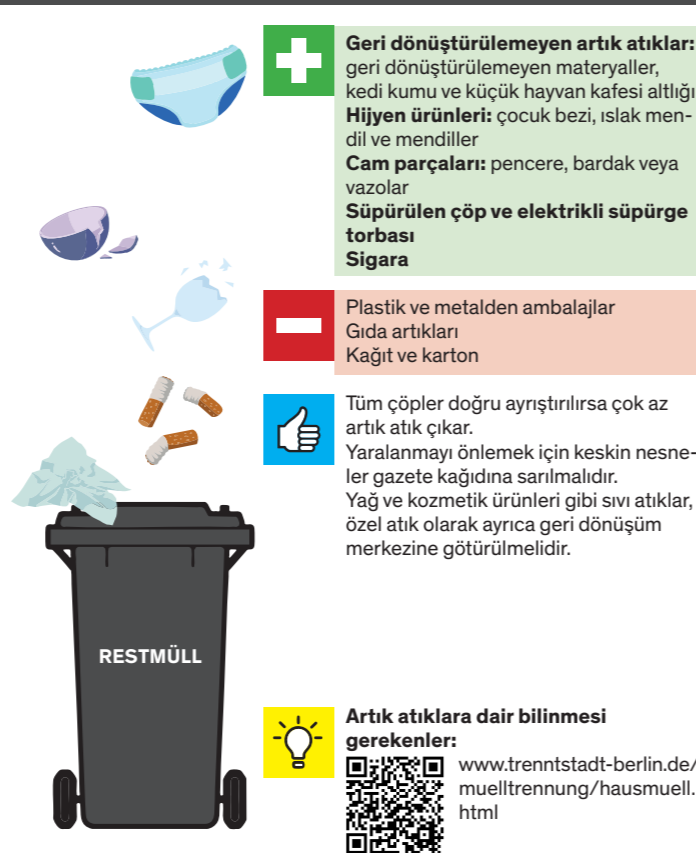 Geri dönüştürülemeyen artık atıklar:
geri dönüştürülemeyen materyaller,
kedi kumu ve küçük hayvan kafesi altlığı
Hijyen ürünleri: çocuk bezi, ıslak men-
dil ve mendiller
Cam parçaları: pencere, bardak veya
vazolar
Süpürülen çöp ve elektrikli süpürge
torbası
Sigara
Plastik ve metalden ambalajlar
Gıda artıkları
Kağıt ve karton
Tüm çöpler doğru ayrıştırılırsa çok az
artık atık çıkar.
Yaralanmayı önlemek için keskin nesne-
ler gazete kağıdına sarılmalıdır.
Yağ ve kozmetik ürünleri gibi sıvı atıklar,
özel atık olarak ayrıca geri dönüşüm
merkezine götürülmelidir.
RESTMÜLL
Artık atıklara dair bilinmesi
gerekenler:
www.trenntstadt-berlin.de/
muelltrennung/hausmuell.
html